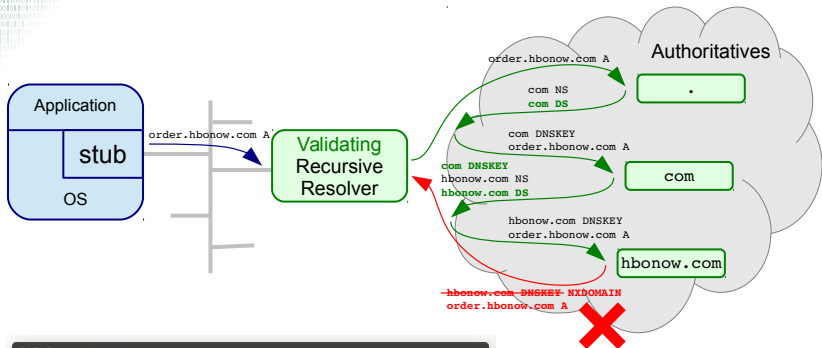 Authoritatives
order.hbonow.com A
.
com NS
com DS
Application
stub
OS
order.hbonow.com A
Validating
Recursive
Resolver
com DNSKEY
order.hbonow.com A
com DNSKEY
hbonow.com NS
hbonow.com DS
com
hbonow.com DNSKEY
order.hbonow.com A
hbonow.com
hbonow.com DNSKEY NXDOMAIN
order.hbonow.com A